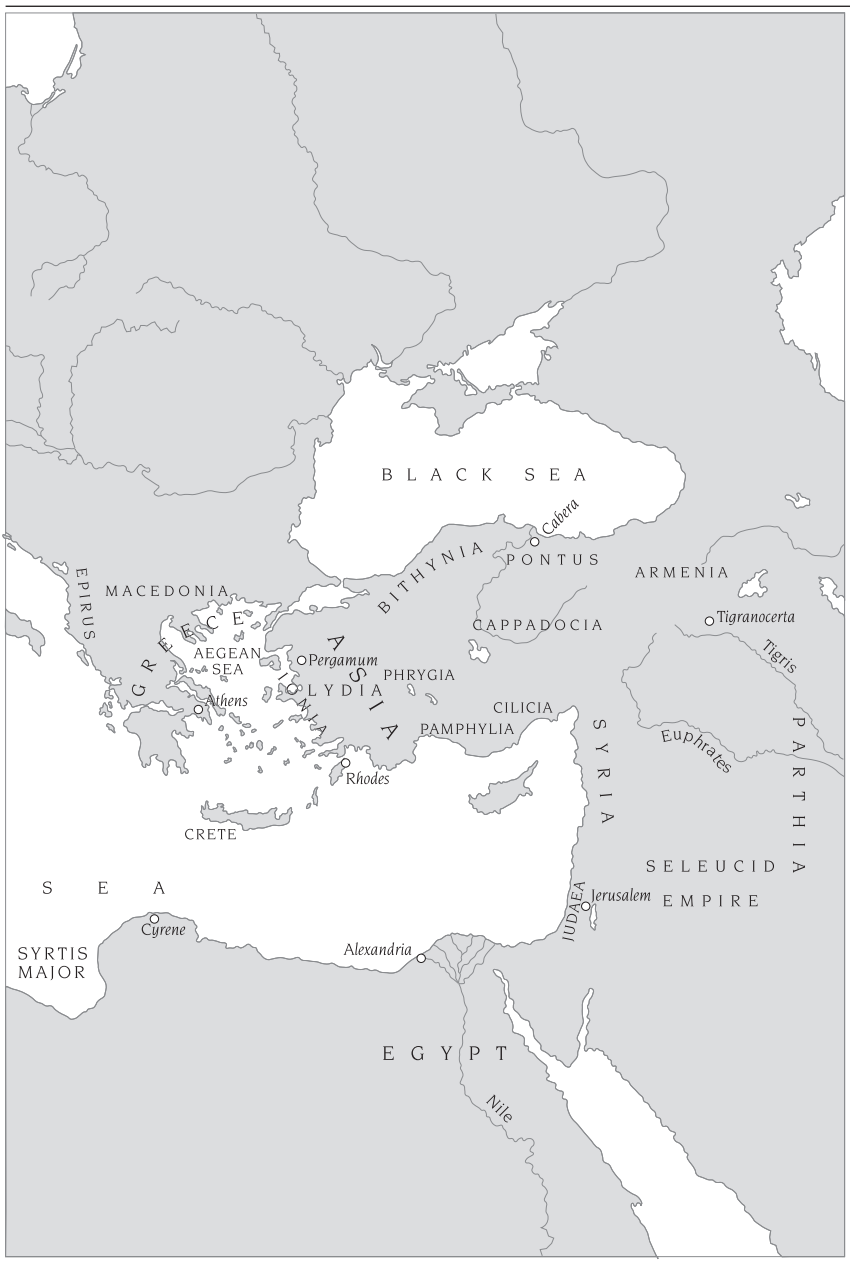 BLACK SEA
Cabera
BITHYNIA
PONTUS
ARMENIA
EPIRUS
MACEDONIA
GREECE
CAPPADOCIA
Tigranocerta
AEGEAN
SEA
ASIA
Pergamum
PHRYGIA
Tigris
LYDIA
IONIA
Athens
CILICIA
PAMPHYLIA
SYRIA
Euphrates
PARTHIA
Rhodes
CRETE
SELEUCID
EMPIRE
SEA
JUDAEA
Jerusalem
Cyrene
Alexandria
SYRTIS
MAJOR
EGYPT
Nile